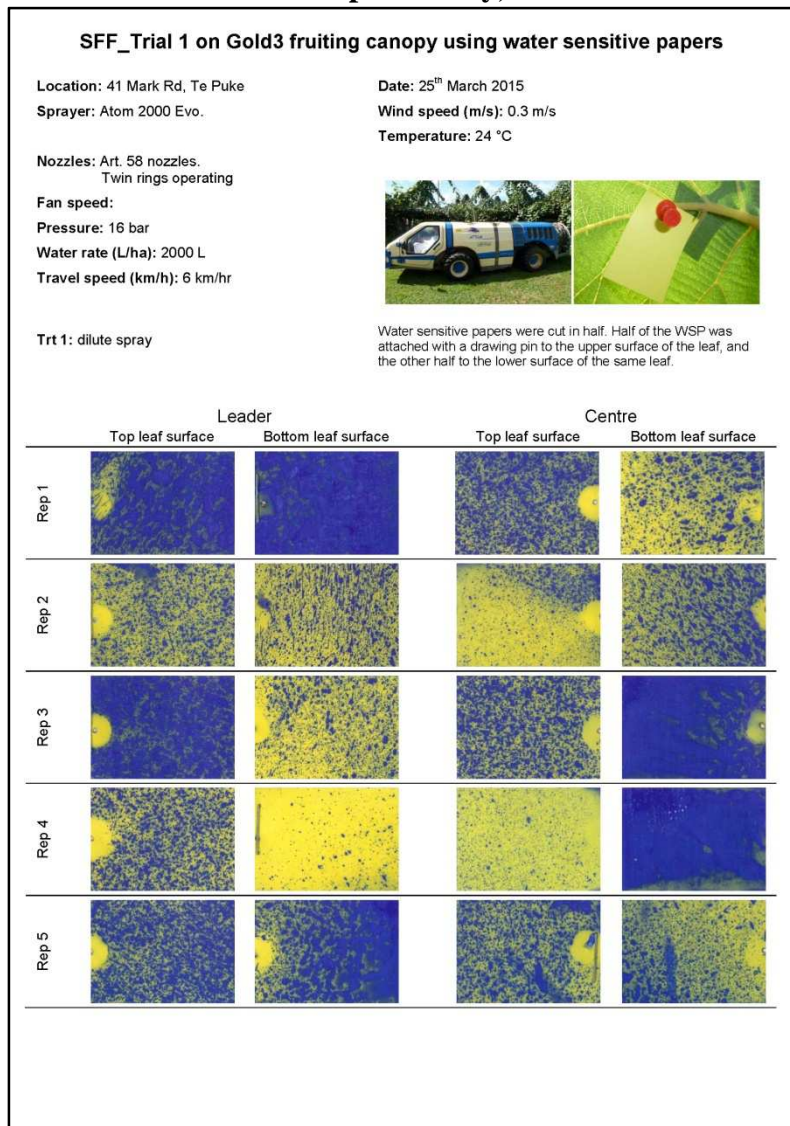 SFF_Trial 1 on Gold3 fruiting canopy using water sensitive papers
Location: 41 Mark Rd, Te Puke
Sprayer: Atom 2000 Evo.
Nozzles: Art. 58 nozzles.
Twin rings operating
Fan speed:
Pressure: 16 bar
Water rate (L/ha): 2000 L
Travel speed (km/h): 6 km/hr
Trt 1: dilute spray
Date: 25th March 2015
Wind speed (m/s): 0.3 m/s
Temperature: 24 °C
Water sensitive papers were cut in half. Half of the WSP was
attached with a drawing pin to the upper surface of the leaf, and
the other half to the lower surface of the same leaf.
Leader Centre
Top leaf surface Bottom leaf surface Top leaf surface Bottom leaf surface
Rep 1
Rep 2
Rep 3
Rep 4
Rep 5